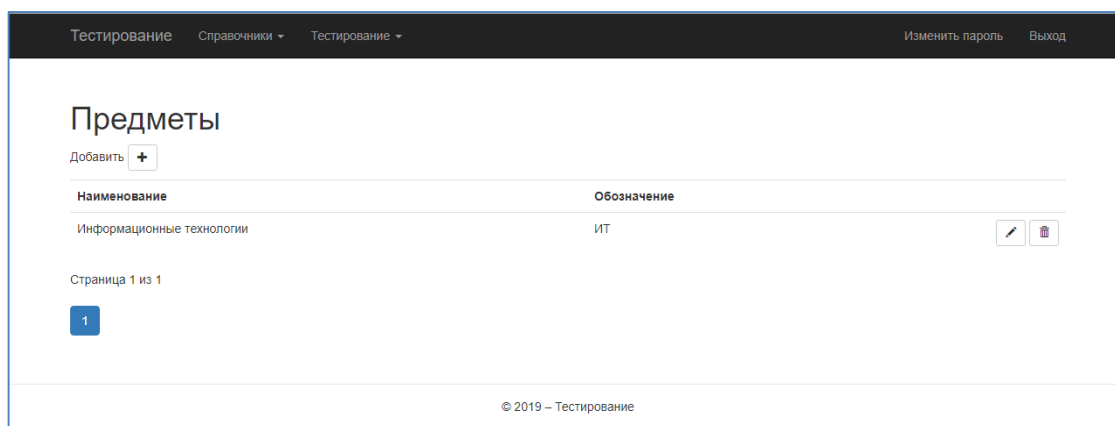 Тестирование Справочники Тестирование Изменить пароль Выход
Предметы
Добавить
Наименование Обозначение
Информационные технологии ИТ
Страница 1 из 1
1
© 2019 – Тестирование